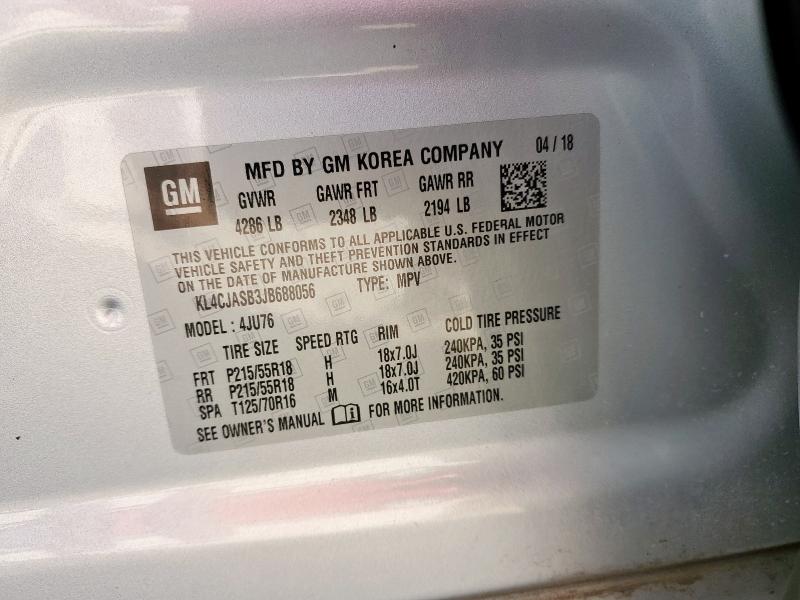 GM
MFD BY GM KOREA COMPANY 04 / 18
GVWR GAWR FRT GAWR RR
4286 LB 2348 LB 2194 LB
THIS VEHICLE CONFORMS TO ALL APPLICABLE U.S. FEDERAL MOTOR
VEHICLE SAFETY AND THEFT PREVENTION STANDARDS IN EFFECT
ON THE DATE OF MANUFACTURE SHOWN ABOVE.
KL4CJASB3JB688056 TYPE: MPV
MODEL : 4JU76
TIRE SIZE SPEED RTG RIM COLD TIRE PRESSURE
FRT P215/55R18 H 18x7.0J 240KPA, 35 PSI
RR P215/55R18 H 18x7.0J 240KPA, 35 PSI
SPA T125/70R16 M 16x4.0T 420KPA, 60 PSI
SEE OWNER'S MANUAL FOR MORE INFORMATION.